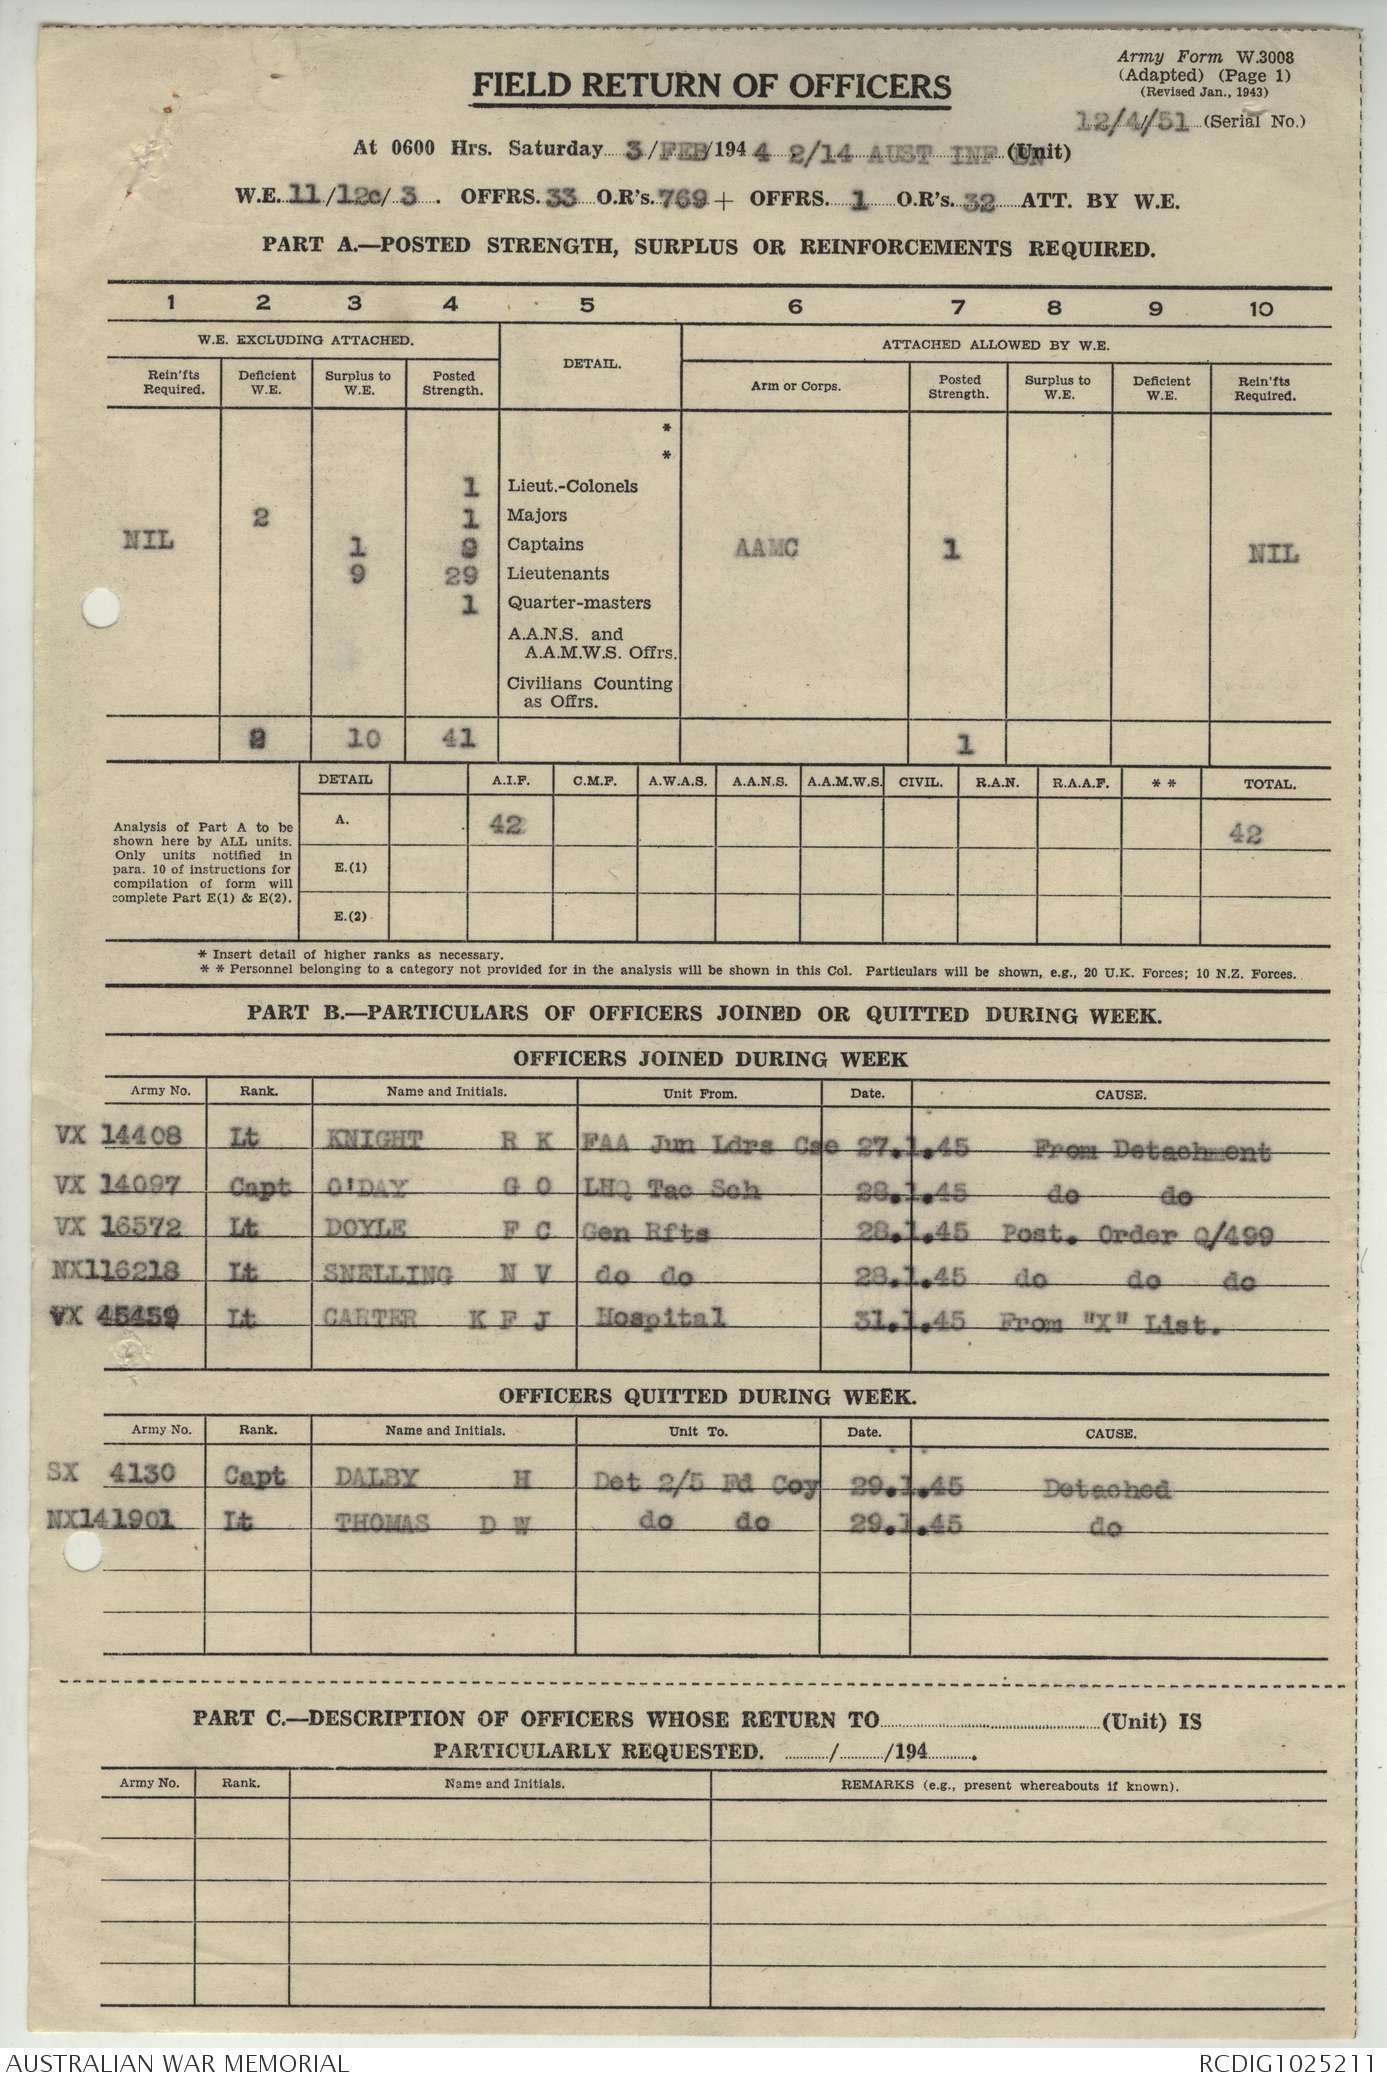 Army Form W.3008
(Adapted) (Page 1)
(Revised Jan., 1943)
FIELD RETURN OF OFFICERS
12/4/51 (Serial No.)
At 0600 Hrs. Saturday 3/FEB/1944 2/14 AUST INF (Unit)
W.E. 11/12c/3. OFFRS. 33 O.R's. 769 + OFFRS. 1 O.R's. 32 ATT. BY W.E.
PART A.—POSTED STRENGTH, SURPLUS OR REINFORCEMENTS REQUIRED.
1 2 3 4 5 6 7 8 9 10
W.E. EXCLUDING ATTACHED. DETAIL. ATTACHED ALLOWED BY W.E.
Rein'fts Required. Deficient W.E. Surplus to W.E. Posted Strength. Arm or Corps. Posted Strength. Surplus to W.E. Deficient W.E. Rein'fts Required.
*
*
1 Lieut.-Colonels
2 1 Majors
NIL 1 9 Captains AAMC 1 NIL
9 29 Lieutenants
1 Quarter-masters
A.A.N.S. and
A.A.M.W.S. Offrs.
Civilians Counting
as Offrs.
2 10 41 1
DETAIL A.I.F. C.M.F. A.W.A.S. A.A.N.S. A.A.M.W.S. CIVIL. R.A.N. R.A.A.F. * * TOTAL.
Analysis of Part A to be
shown here by ALL units.
Only units notified in
para. 10 of instructions for
compilation of form will
complete Part E(1) & E(2).
A. 42 42
E.(1)
E.(2)
* Insert detail of higher ranks as necessary.
* * Personnel belonging to a category not provided for in the analysis will be shown in this Col. Particulars will be shown, e.g., 20 U.K. Forces; 10 N.Z. Forces.
PART B.—PARTICULARS OF OFFICERS JOINED OR QUITTED DURING WEEK.
OFFICERS JOINED DURING WEEK
Army No. Rank. Name and Initials. Unit From. Date. CAUSE.
VX 14408 Lt KNIGHT R K FAA Jun Ldrs Cse 27.1.45 From Detachment
VX 14097 Capt O'DAY G O LHQ Tac Sch 28.1.45 do do
VX 16572 Lt DOYLE F C Gen Rfts 28.1.45 Post. Order Q/499
NX116218 Lt SNELLING N V do do 28.1.45 do do do
VX 45459 Lt CARTER K F J Hospital 31.1.45 From "X" List.
OFFICERS QUITTED DURING WEEK.
Army No. Rank. Name and Initials. Unit To. Date. CAUSE.
SX 4130 Capt DALBY H Det 2/5 Fd Coy 29.1.45 Detached
NX141901 Lt THOMAS D W do do 29.1.45 do
PART C.—DESCRIPTION OF OFFICERS WHOSE RETURN TO (Unit) IS
PARTICULARLY REQUESTED. / /194 .
Army No. Rank. Name and Initials. REMARKS (e.g., present whereabouts if known).
AUSTRALIAN WAR MEMORIAL RCDIG1025211